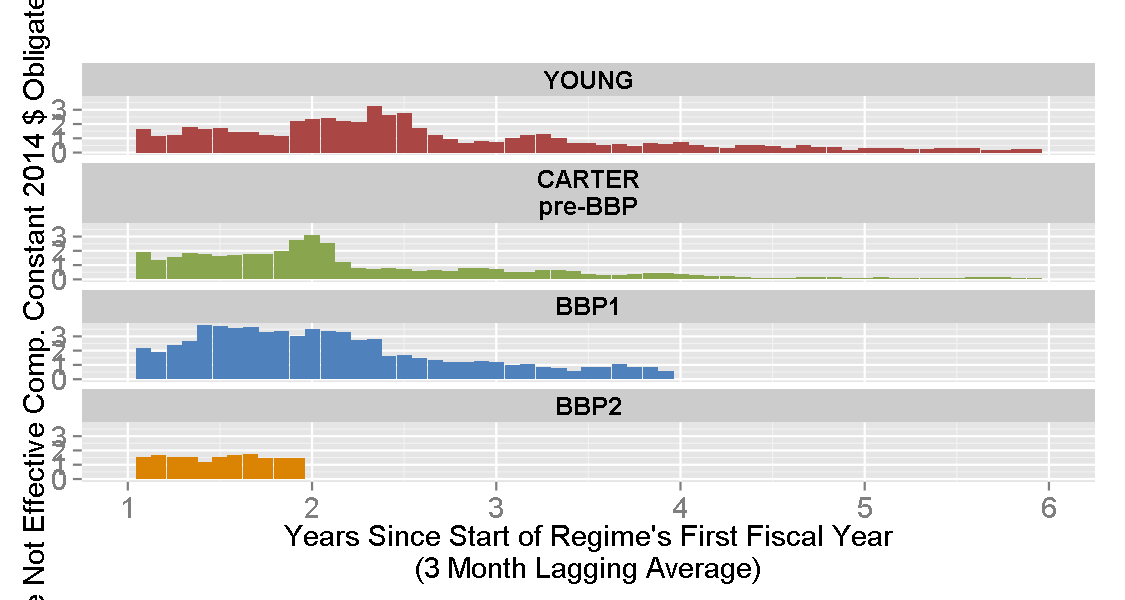 Not Effective Comp. Constant 2014 $
YOUNG
3
2
1
0
CARTER
pre-BBP
3
2
1
0
BBP1
3
2
1
0
BBP2
3
2
1
0
1 2 3 4 5 6
Years Since Start of Regime's First Fiscal Year
(3 Month Lagging Average)